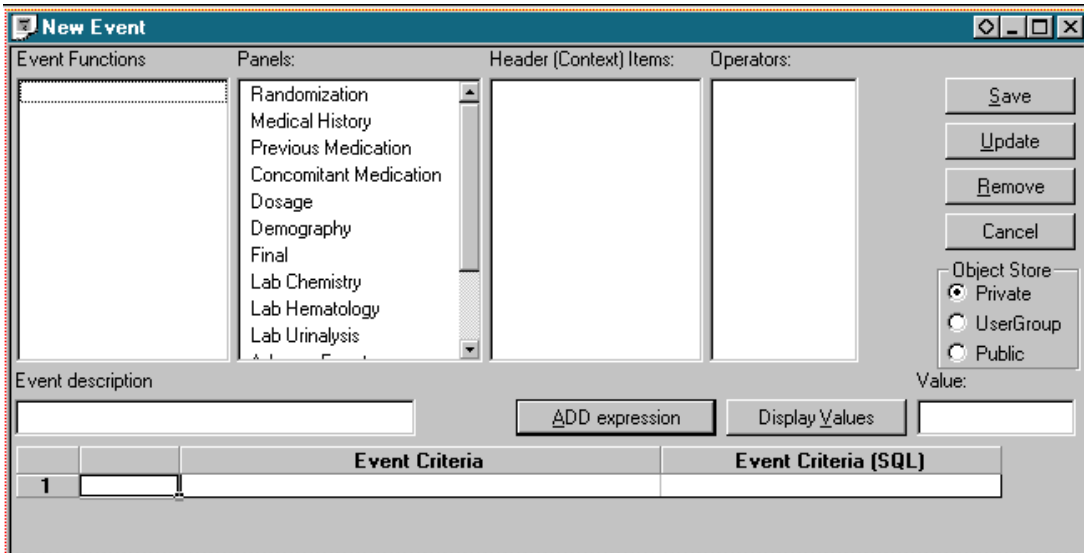 New Event
Event Functions
Panels:
Header (Context) Items:
Operators:
Randomization
Medical History
Previous Medication
Concomitant Medication
Dosage
Demography
Final
Lab Chemistry
Lab Hematology
Lab Urinalysis
Save
Update
Remove
Cancel
Object Store
Private
UserGroup
Public
Event description
Value:
ADD expression
Display Values
Event Criteria
Event Criteria (SQL)
1